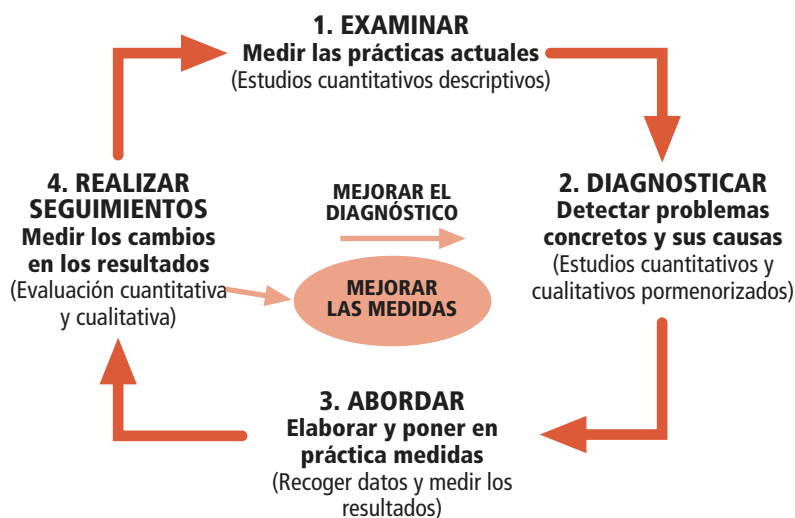 1. EXAMINAR
Medir las prácticas actuales
(Estudios cuantitativos descriptivos)
2. DIAGNOSTICAR
Detectar problemas
concretos y sus causas
(Estudios cuantitativos y
cualitativos pormenorizados)
3. ABORDAR
Elaborar y poner en
práctica medidas
(Recoger datos y medir los
resultados)
4. REALIZAR
SEGUIMIENTOS
Medir los cambios
en los resultados
(Evaluación cuantitativa
y cualitativa)
MEJORAR EL
DIAGNÓSTICO
MEJORAR
LAS MEDIDAS